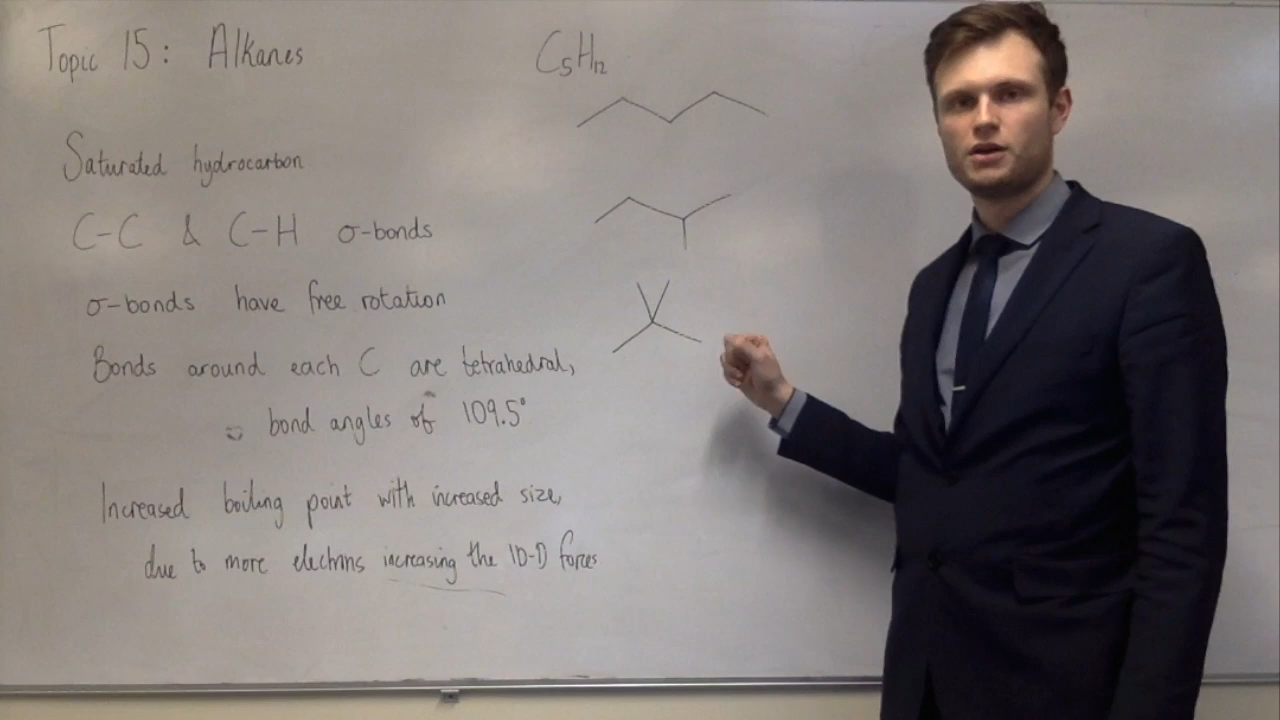 Topic 15: Alkanes
C₅H₁₂
Saturated hydrocarbon
C-C & C-H σ-bonds
σ-bonds have free rotation
Bonds around each C are tetrahedral,
bond angles of 109.5°
Increased boiling point with increased size,
due to more electrons increasing the ID-D forces